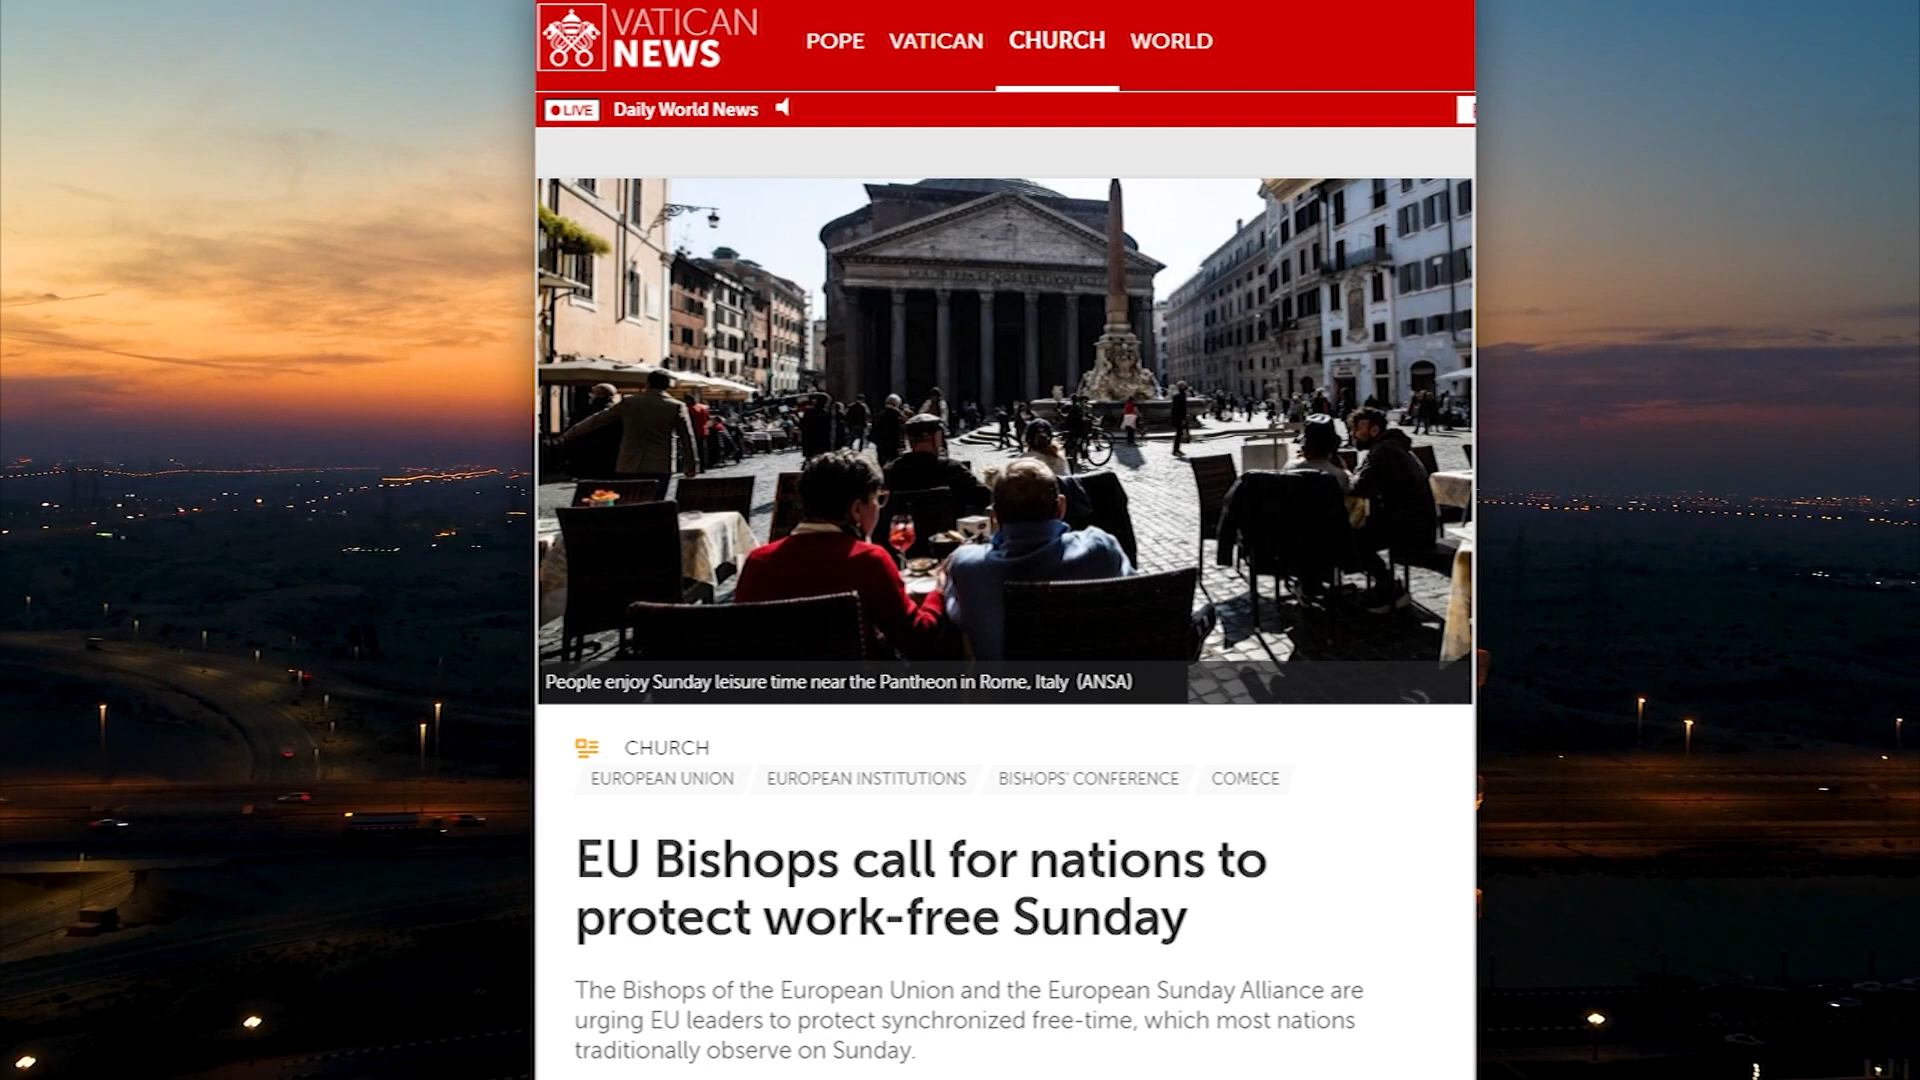 VATICAN
NEWS
POPE VATICAN CHURCH WORLD
LIVE Daily World News
People enjoy Sunday leisure time near the Pantheon in Rome, Italy (ANSA)
CHURCH
EUROPEAN UNION EUROPEAN INSTITUTIONS BISHOPS' CONFERENCE COMECE
EU Bishops call for nations to
protect work-free Sunday
The Bishops of the European Union and the European Sunday Alliance are
urging EU leaders to protect synchronized free-time, which most nations
traditionally observe on Sunday.